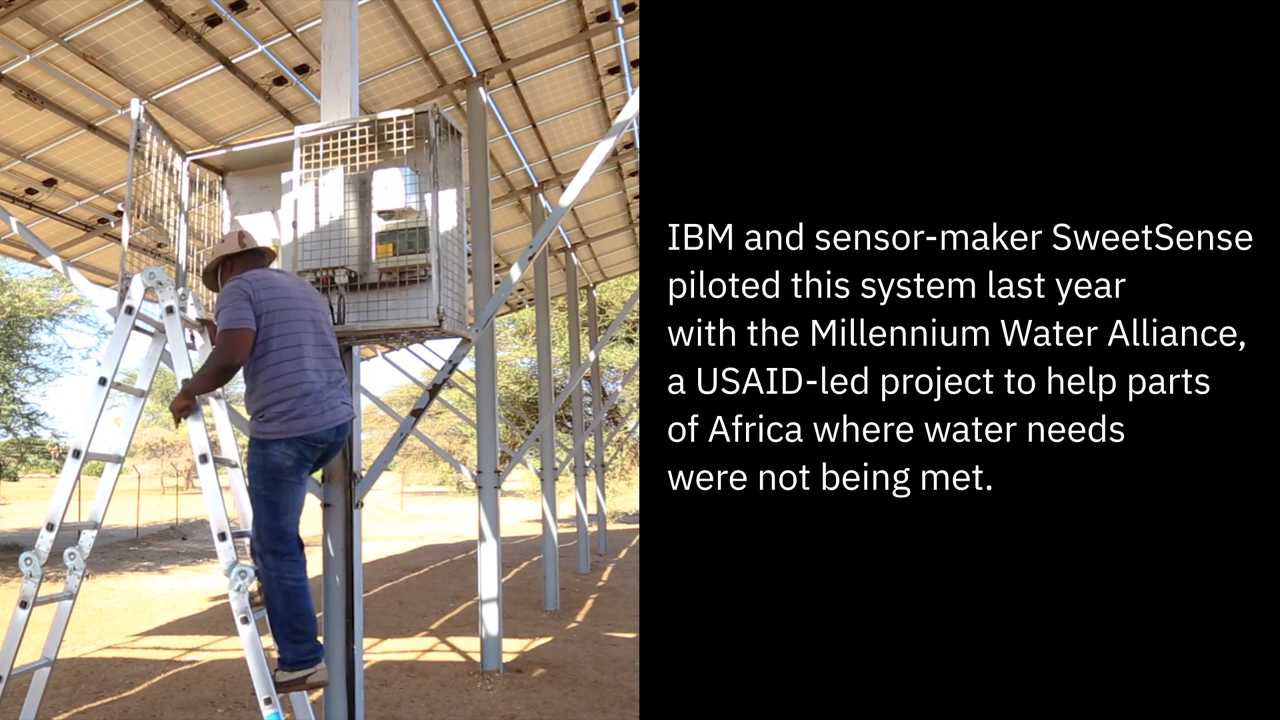 IBM and sensor-maker SweetSense
piloted this system last year
with the Millennium Water Alliance,
a USAID-led project to help parts
of Africa where water needs
were not being met.